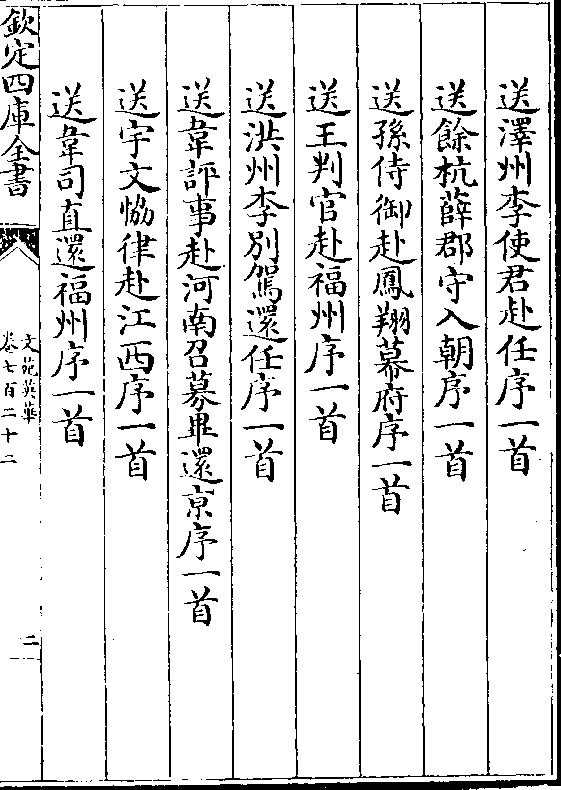 送澤州李使君赴任序一首
送餘杭薛郡守入朝序一首
送孫侍御赴鳳翔幕府序一首
送王判官赴福州序一首
送洪州李别駕還任序一首
送韋評事赴河南召募畢還京序一首
送宇文恊律赴江西序一首
送韋司直還福州序一首
欽定四庫全書
文苑英華
卷七百二十二
二